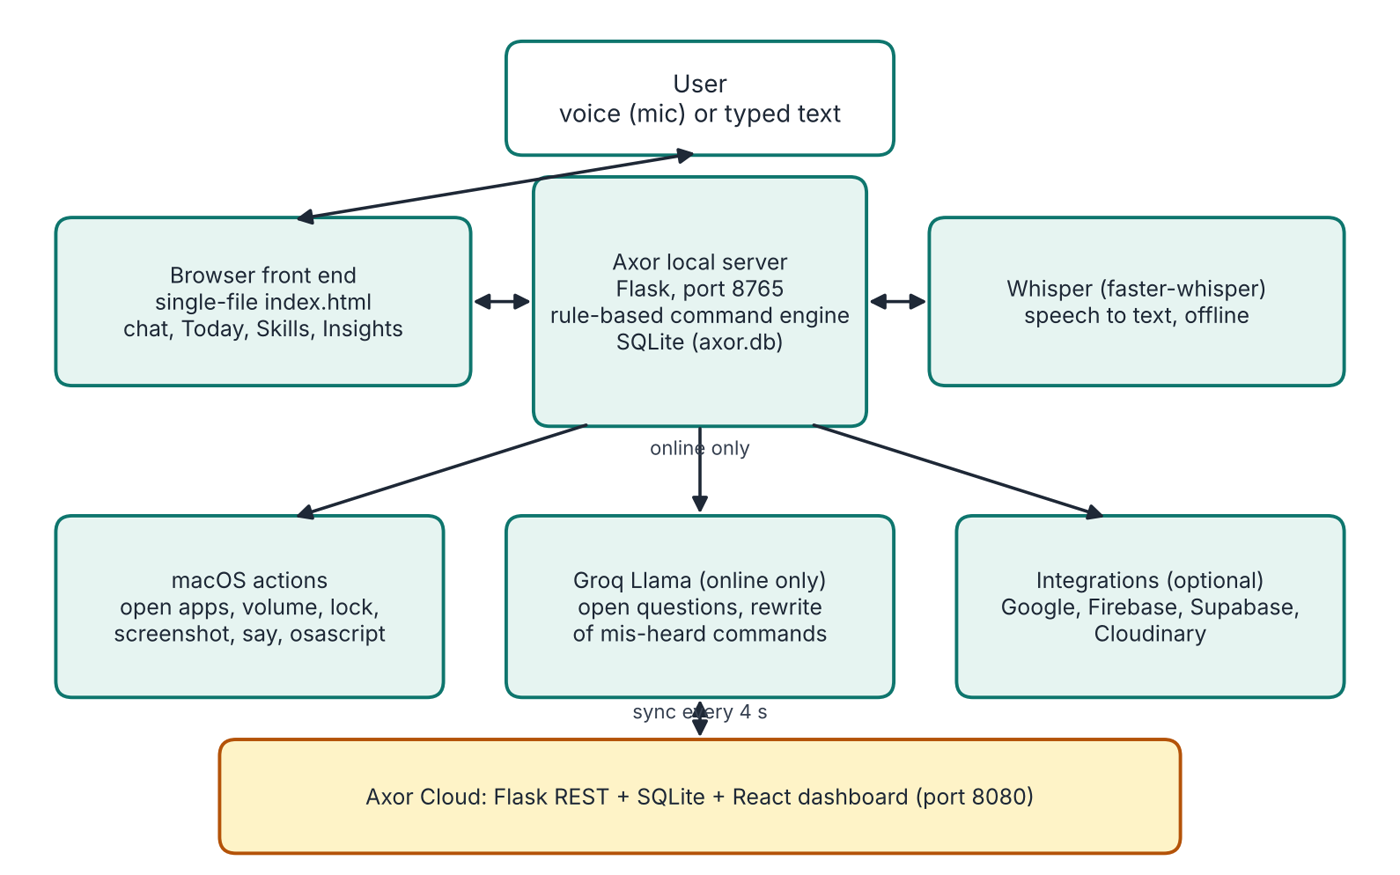 User
voice (mic) or typed text
Browser front end
single-file index.html
chat, Today, Skills, Insights
Axor local server
Flask, port 8765
rule-based command engine
SQLite (axor.db)
Whisper (faster-whisper)
speech to text, offline
online only
macOS actions
open apps, volume, lock,
screenshot, say, osascript
Groq Llama (online only)
open questions, rewrite
of mis-heard commands
Integrations (optional)
Google, Firebase, Supabase,
Cloudinary
sync every 4 s
Axor Cloud: Flask REST + SQLite + React dashboard (port 8080)